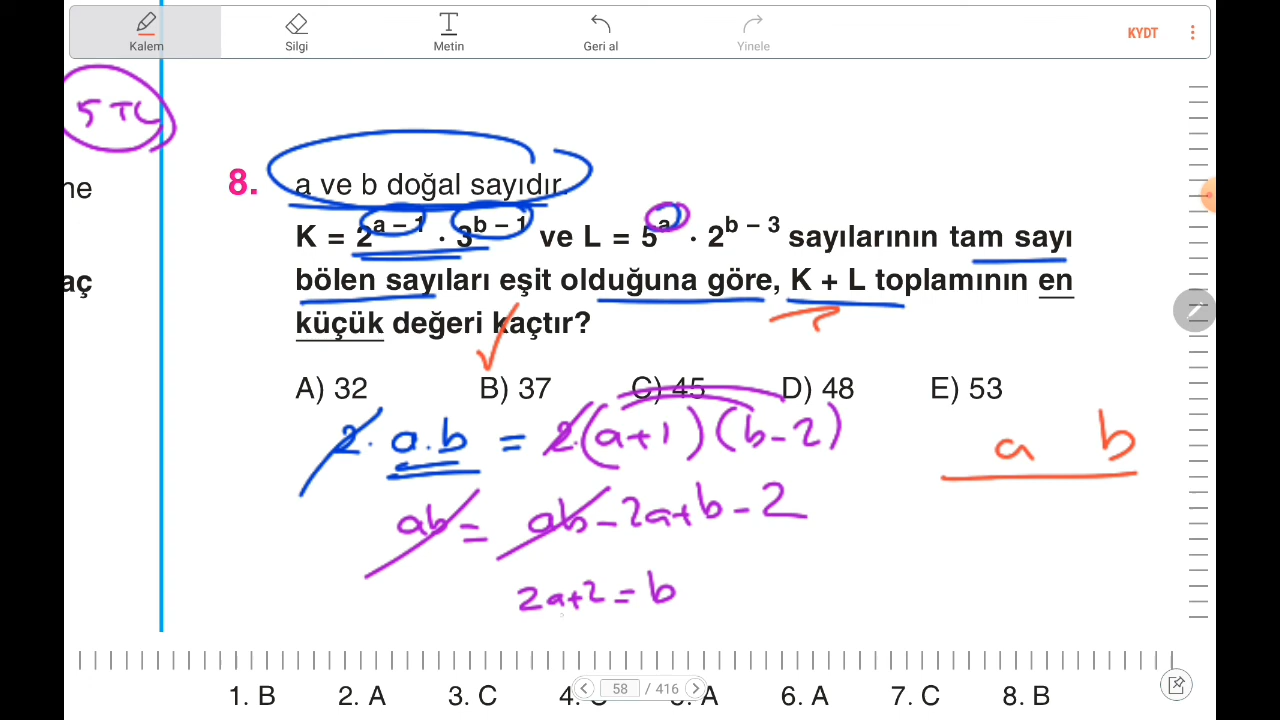 Kalem Silgi Metin Geri al Yinele KYDT
5 TL
ne
8. a ve b doğal sayıdır.
K = 2^{a – 1} · 3^{b – 1} ve L = 5^{a} · 2^{b – 3} sayılarının tam sayı
bölen sayıları eşit olduğuna göre, K + L toplamının en
aç
küçük değeri kaçtır?
A) 32 B) 37 C) 45 D) 48 E) 53
2. a.b = 2.(a+1)(b-2)
a b
ab = ab-2a+b-2
2a+2=b
58 / 416
1. B 2. A 3. C 4. C 5. A 6. A 7. C 8. B